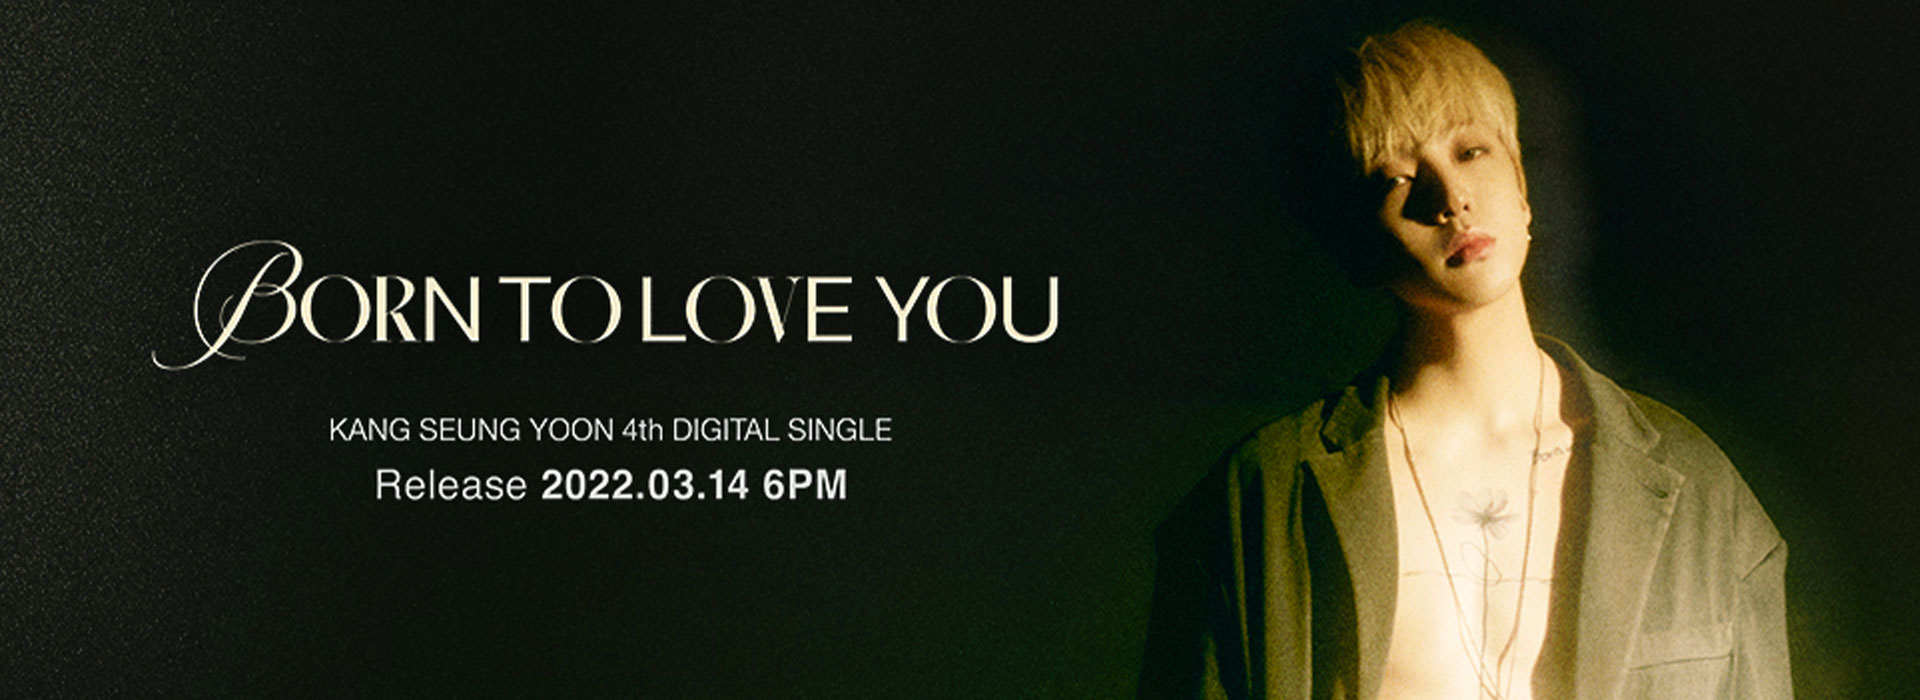 BORN TO LOVE YOU
KANG SEUNG YOON 4th DIGITAL SINGLE
Release 2022.03.14 6PM